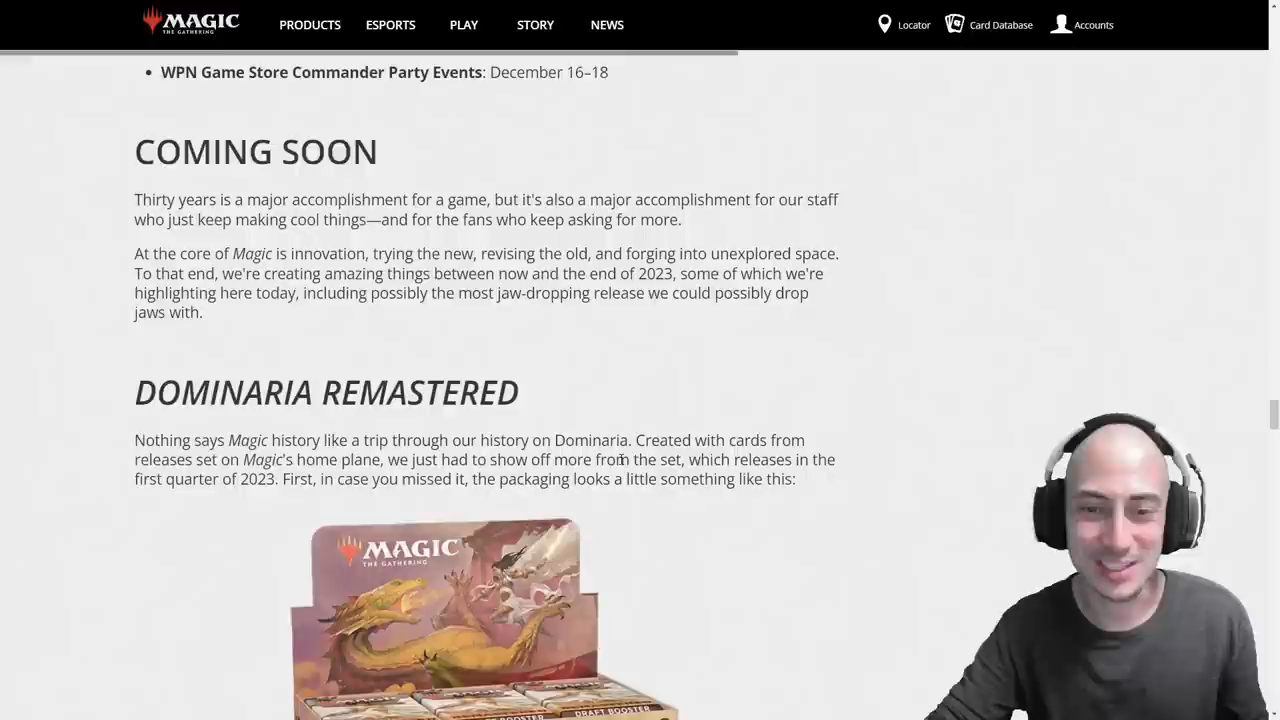 MAGIC
THE GATHERING
PRODUCTS ESPORTS PLAY STORY NEWS
Locator Card Database Accounts
• WPN Game Store Commander Party Events: December 16–18
COMING SOON
Thirty years is a major accomplishment for a game, but it's also a major accomplishment for our staff
who just keep making cool things—and for the fans who keep asking for more.
At the core of Magic is innovation, trying the new, revising the old, and forging into unexplored space.
To that end, we're creating amazing things between now and the end of 2023, some of which we're
highlighting here today, including possibly the most jaw-dropping release we could possibly drop
jaws with.
DOMINARIA REMASTERED
Nothing says Magic history like a trip through our history on Dominaria. Created with cards from
releases set on Magic's home plane, we just had to show off more from the set, which releases in the
first quarter of 2023. First, in case you missed it, the packaging looks a little something like this:
MAGIC
THE GATHERING
DRAFT BOOSTER